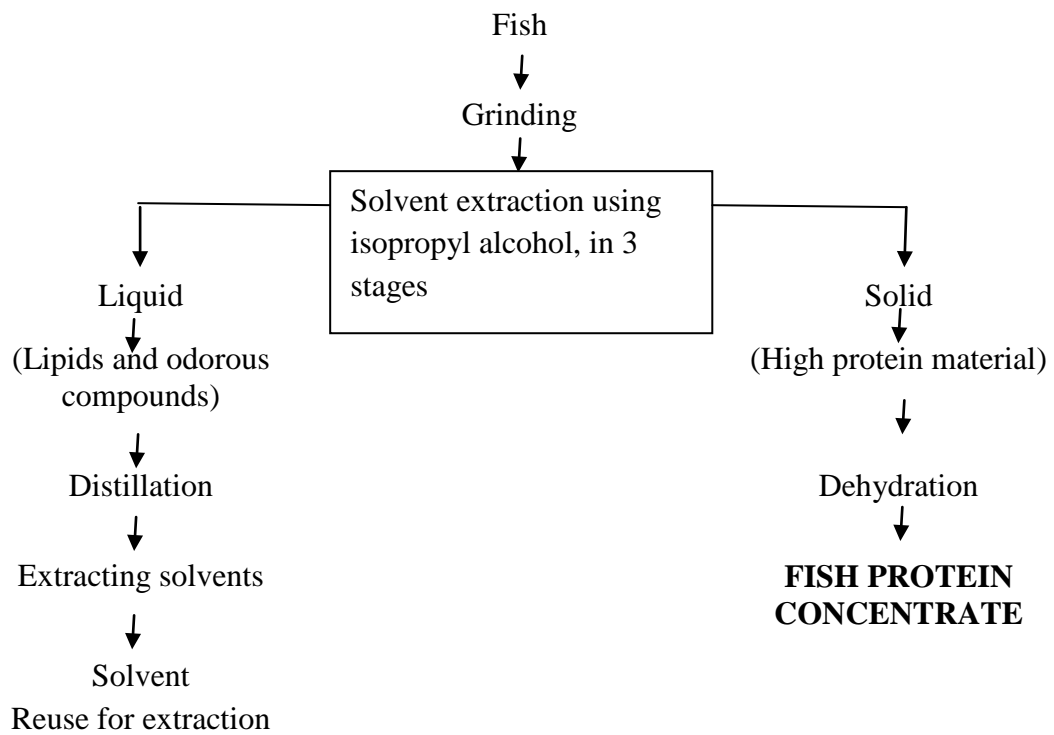 Fish
Grinding
Solvent extraction using
isopropyl alcohol, in 3
stages
Liquid
(Lipids and odorous
compounds)
Distillation
Extracting solvents
Solvent
Reuse for extraction
Solid
(High protein material)
Dehydration
FISH PROTEIN
CONCENTRATE